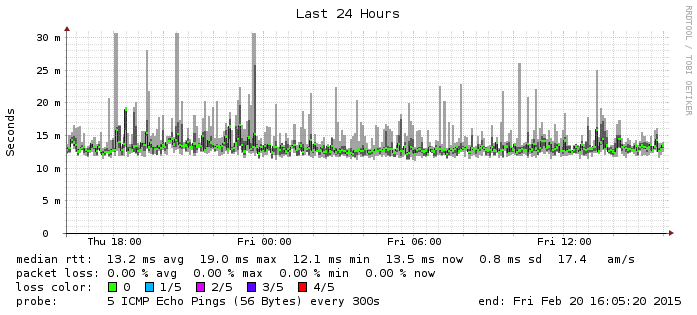 Last 24 Hours
RRDTOOL / TOBI OETIKER
Seconds
30 m
25 m
20 m
15 m
10 m
5 m
0
Thu 18:00 Fri 00:00 Fri 06:00 Fri 12:00
median rtt: 13.2 ms avg 19.0 ms max 12.1 ms min 13.5 ms now 0.8 ms sd 17.4 am/s
packet loss: 0.00 % avg 0.00 % max 0.00 % min 0.00 % now
loss color: 0 1/5 2/5 3/5 4/5
probe: 5 ICMP Echo Pings (56 Bytes) every 300s end: Fri Feb 20 16:05:20 2015